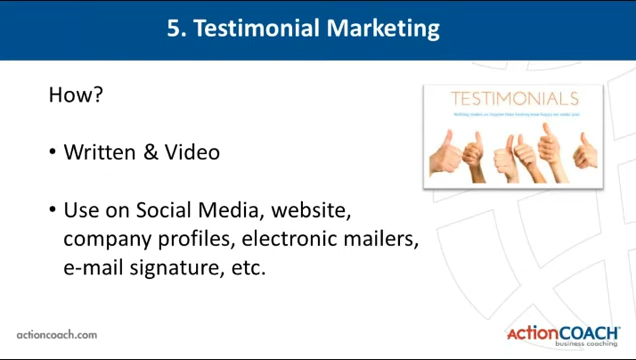 5. Testimonial Marketing
How?
• Written & Video
• Use on Social Media, website,
company profiles, electronic mailers,
e-mail signature, etc.
TESTIMONIALS
actioncoach.com
ActionCOACH
business coaching